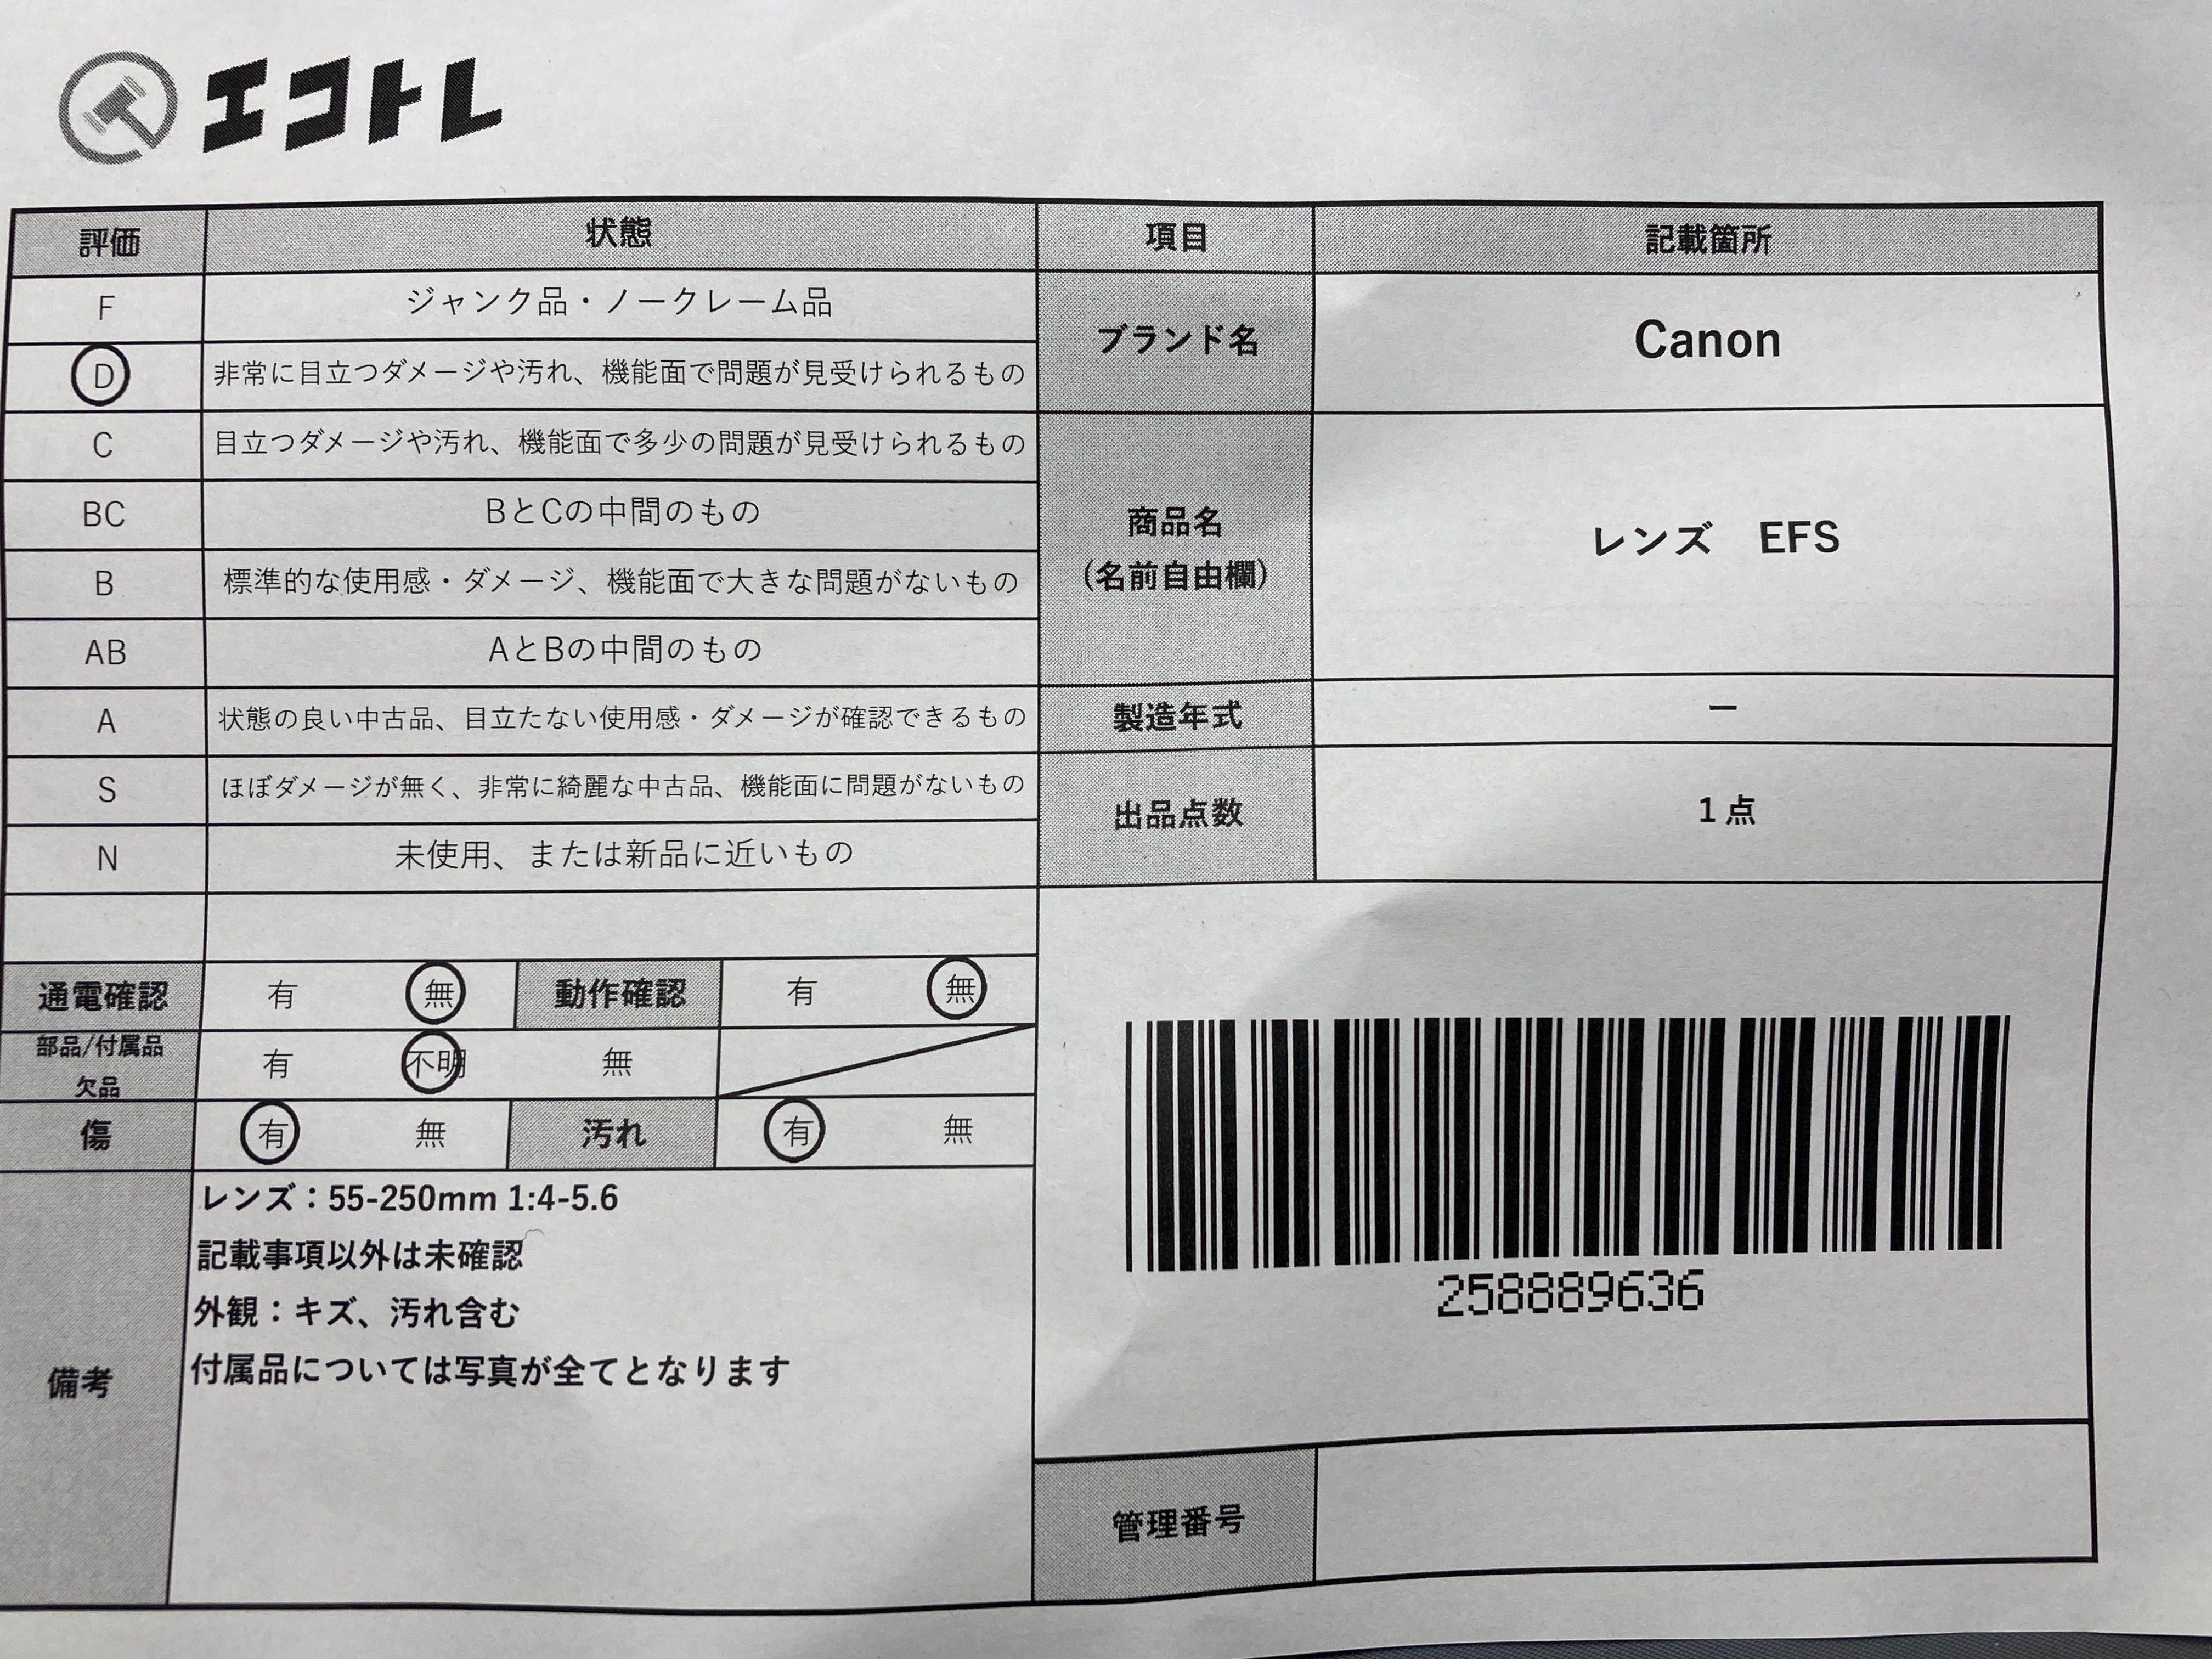 エコトレ
評価 状態
F ジャンク品・ノークレーム品
D 非常に目立つダメージや汚れ、機能面で問題が見受けられるもの
C 目立つダメージや汚れ、機能面で多少の問題が見受けられるもの
BC BとCの中間のもの
B 標準的な使用感・ダメージ、機能面で大きな問題がないもの
AB AとBの中間のもの
A 状態の良い中古品、目立たない使用感・ダメージが確認できるもの
S ほぼダメージが無く、非常に綺麗な中古品、機能面に問題がないもの
N 未使用、または新品に近いもの
通電確認 有 無 動作確認 有 無
部品/付属品
欠品 有 不明 無
傷 有 無 汚れ 有 無
備考
レンズ：55-250mm 1:4-5.6
記載事項以外は未確認
外観：キズ、汚れ含む
付属品については写真が全てとなります
項目 記載箇所
ブランド名 Canon
商品名
（名前自由欄）
レンズ　EFS
製造年式 ー
出品点数 1点
258889636
管理番号